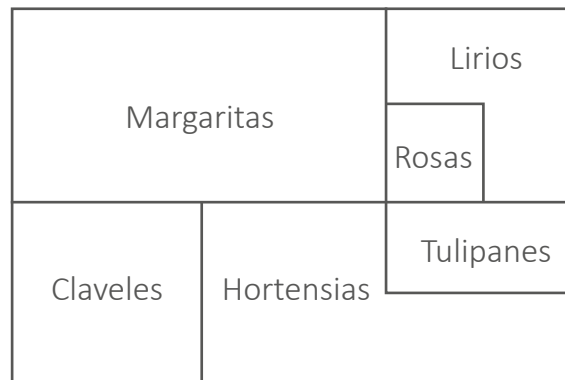 Lirios
Margaritas
Rosas
Tulipanes
Claveles
Hortensias